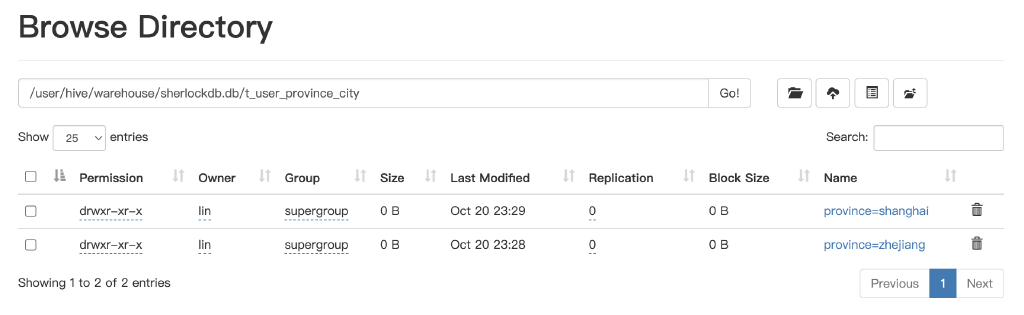 Browse Directory
/user/hive/warehouse/sherlockdb.db/t_user_province_city Go!
Show 25 entries Search:
Permission Owner Group Size Last Modified Replication Block Size Name
drwxr-xr-x lin supergroup 0 B Oct 20 23:29 0 0 B province=shanghai
drwxr-xr-x lin supergroup 0 B Oct 20 23:28 0 0 B province=zhejiang
Showing 1 to 2 of 2 entries Previous 1 Next